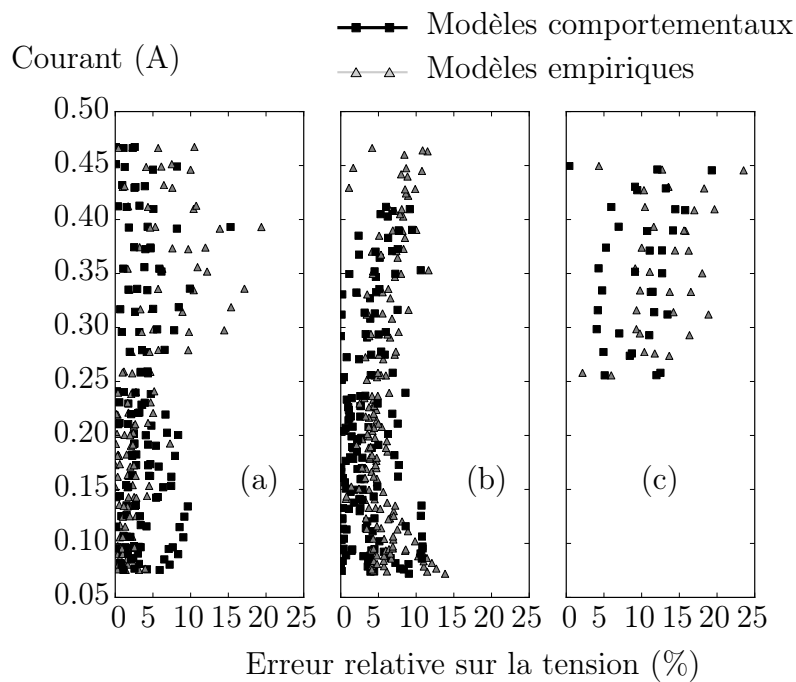 Modèles comportementaux
Courant (A)
Modèles empiriques
0.50
0.45
0.40
0.35
0.30
0.25
0.20
0.15
0.10
0.05
(a)
(b)
(c)
0 5 10 15 20 25
0 5 10 15 20 25
0 5 10 15 20 25
Erreur relative sur la tension (%)